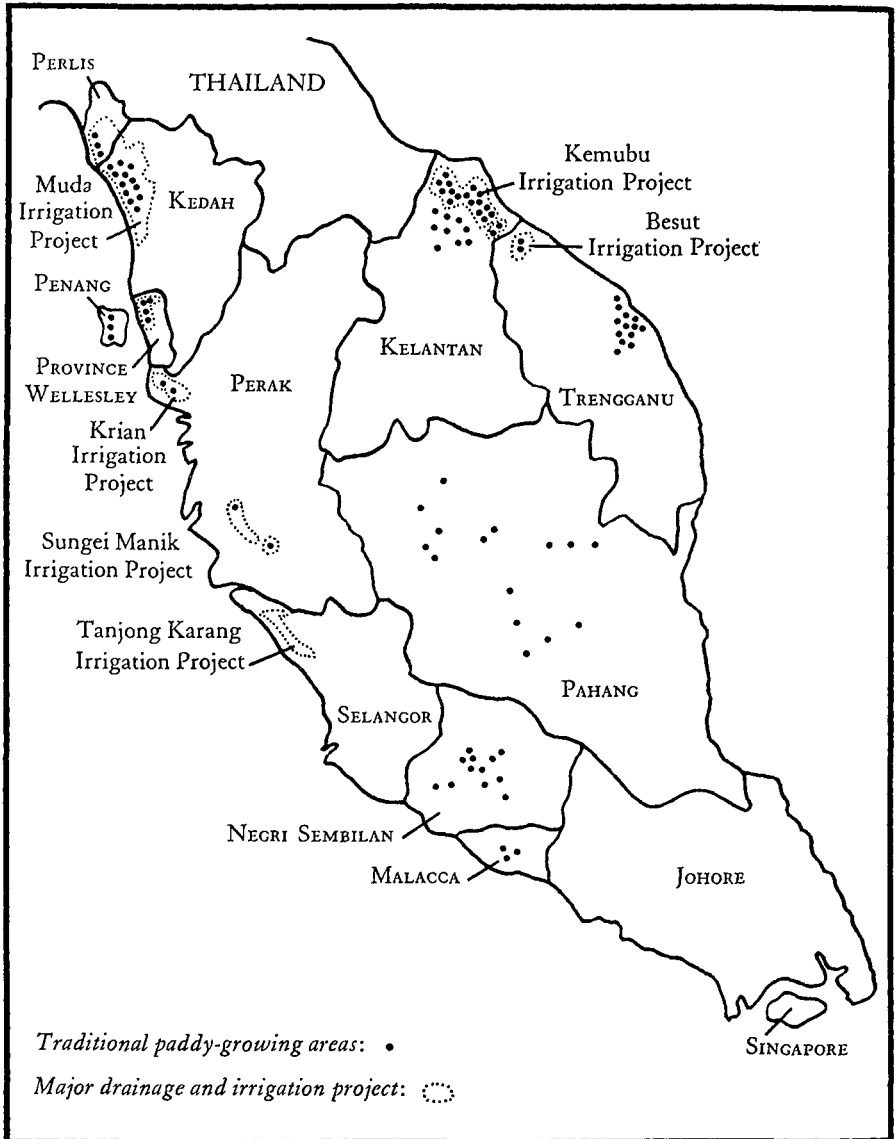 PERLIS
THAILAND
Kemubu
Irrigation Project
Muda
Irrigation
Project
KEDAH
Besut
Irrigation Project
PENANG
KELANTAN
PROVINCE
WELLESLEY
PERAK
TRENGGANU
Krian
Irrigation
Project
Sungei Manik
Irrigation Project
Tanjong Karang
Irrigation Project
PAHANG
SELANGOR
NEGRI SEMBILAN
MALACCA
JOHORE
Traditional paddy-growing areas:
SINGAPORE
Major drainage and irrigation project: